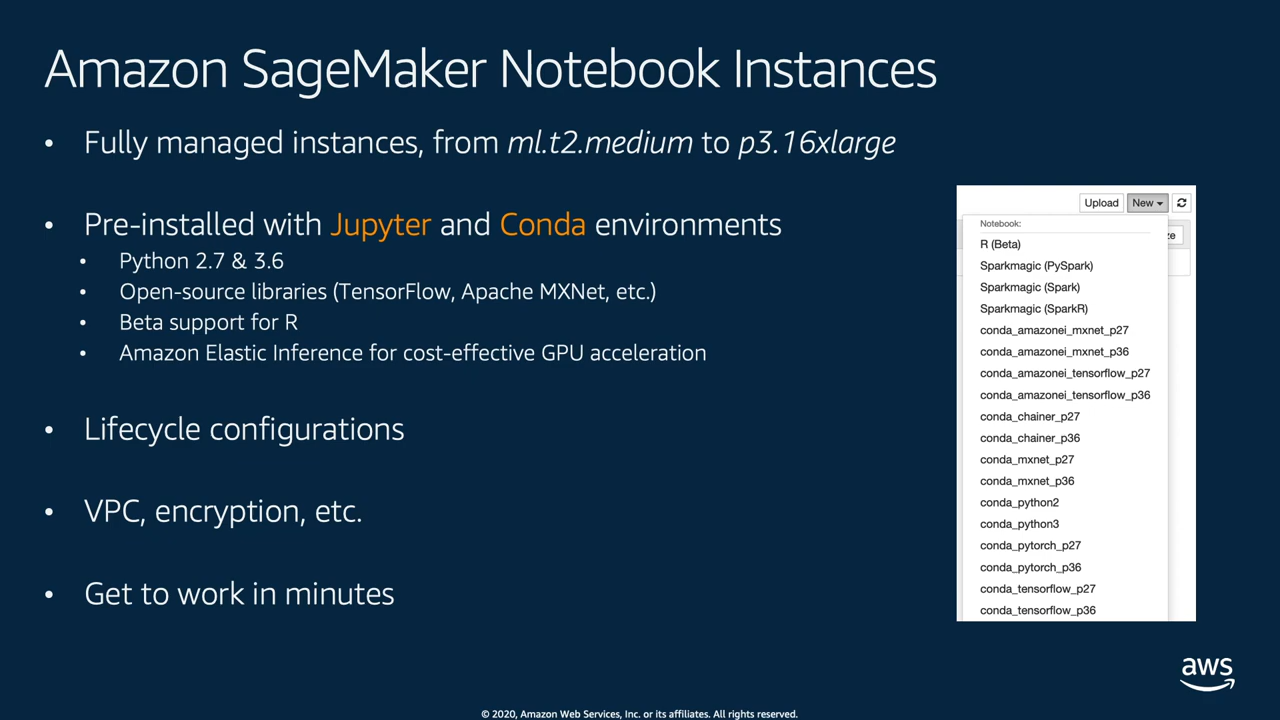 Amazon SageMaker Notebook Instances
• Fully managed instances, from ml.t2.medium to p3.16xlarge
• Pre-installed with Jupyter and Conda environments
• Python 2.7 & 3.6
• Open-source libraries (TensorFlow, Apache MXNet, etc.)
• Beta support for R
• Amazon Elastic Inference for cost-effective GPU acceleration
• Lifecycle configurations
• VPC, encryption, etc.
• Get to work in minutes
Upload New
Notebook:
ze
R (Beta)
Sparkmagic (PySpark)
Sparkmagic (Spark)
Sparkmagic (SparkR)
conda_amazonei_mxnet_p27
conda_amazonei_mxnet_p36
conda_amazonei_tensorflow_p27
conda_amazonei_tensorflow_p36
conda_chainer_p27
conda_chainer_p36
conda_mxnet_p27
conda_mxnet_p36
conda_python2
conda_python3
conda_pytorch_p27
conda_pytorch_p36
conda_tensorflow_p27
conda_tensorflow_p36
aws
© 2020, Amazon Web Services, Inc. or its affiliates. All rights reserved.